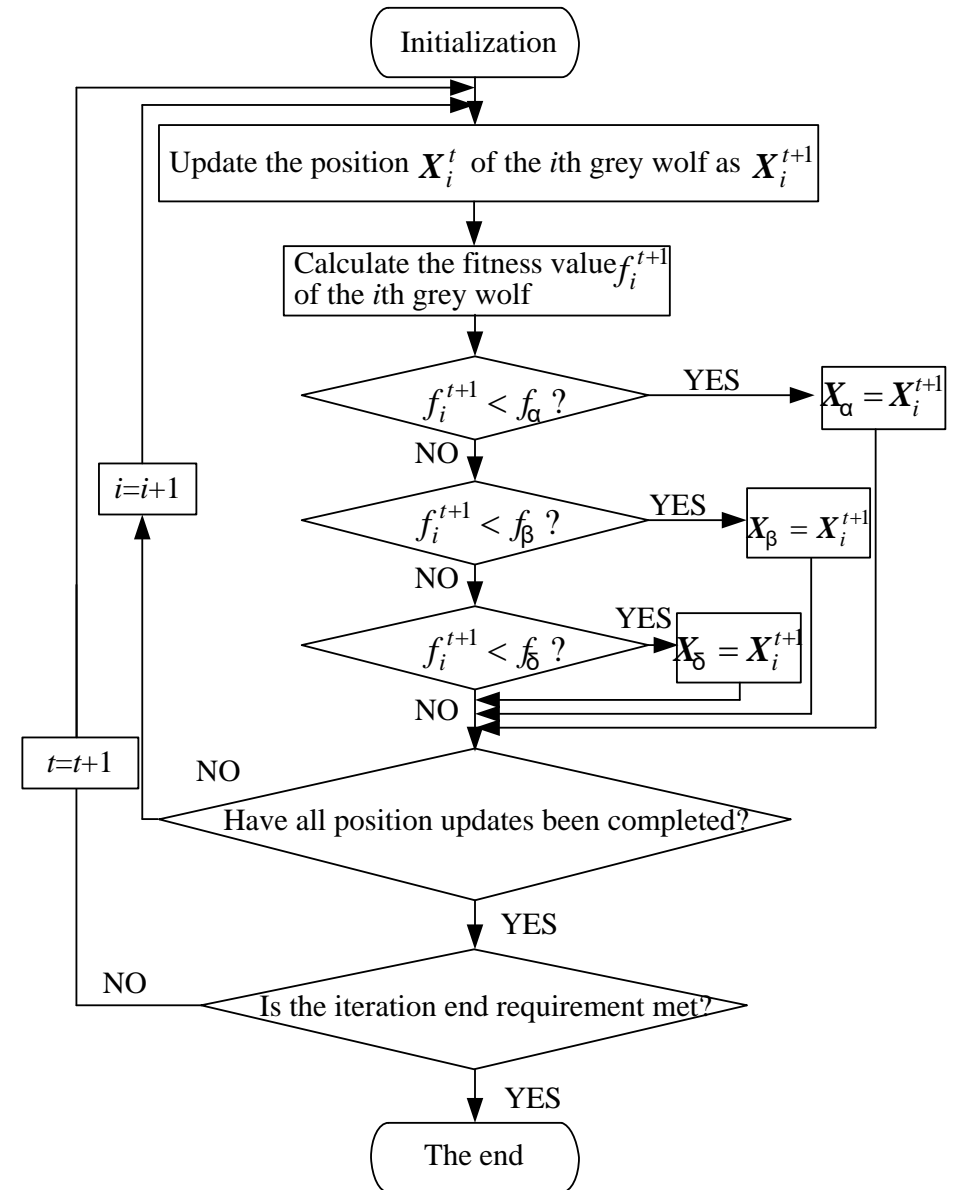 Initialization
Update the position X_i^t of the ith grey wolf as X_i^{t+1}
Calculate the fitness value f_i^{t+1}
of the ith grey wolf
f_i^{t+1} < f_α ?
YES
X_α = X_i^{t+1}
NO
i=i+1
f_i^{t+1} < f_β ?
YES
X_β = X_i^{t+1}
NO
f_i^{t+1} < f_δ ?
YES
X_δ = X_i^{t+1}
NO
t=t+1
NO
Have all position updates been completed?
YES
NO
Is the iteration end requirement met?
YES
The end